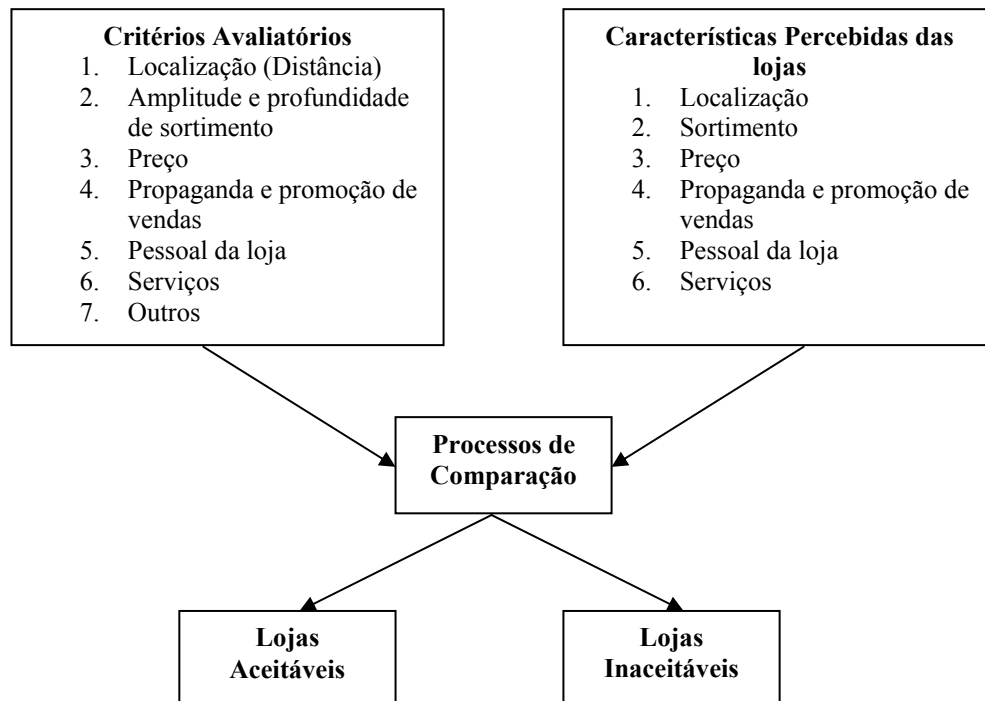 Critérios Avaliatórios
1. Localização (Distância)
2. Amplitude e profundidade
de sortimento
3. Preço
4. Propaganda e promoção de
vendas
5. Pessoal da loja
6. Serviços
7. Outros
Características Percebidas das
lojas
1. Localização
2. Sortimento
3. Preço
4. Propaganda e promoção de
vendas
5. Pessoal da loja
6. Serviços
Processos de
Comparação
Lojas
Aceitáveis
Lojas
Inaceitáveis